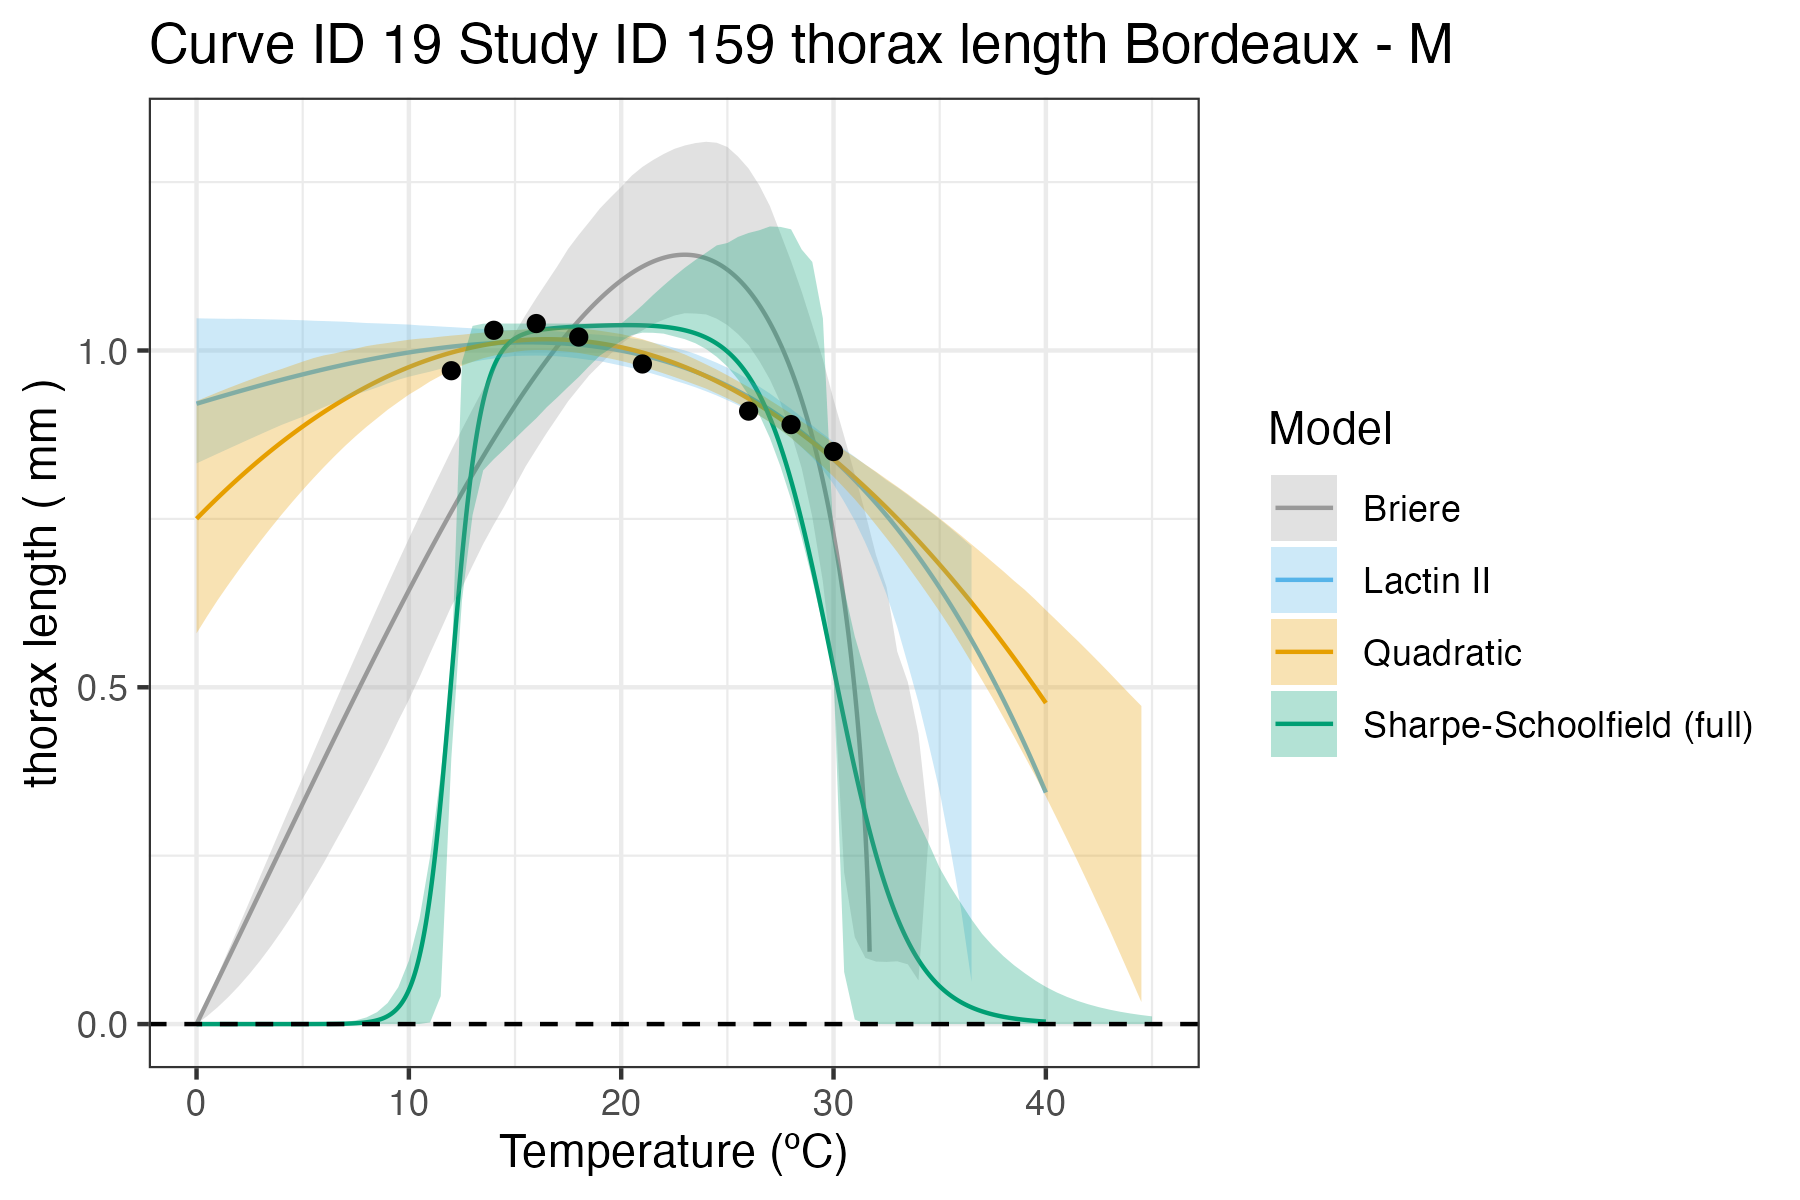 Curve ID 19 Study ID 159 thorax length Bordeaux - M
thorax length ( mm )
1.0
0.5
0.0
0
10
20
30
40
Temperature (ºC)
Model
Briere
Lactin II
Quadratic
Sharpe-Schoolfield (full)